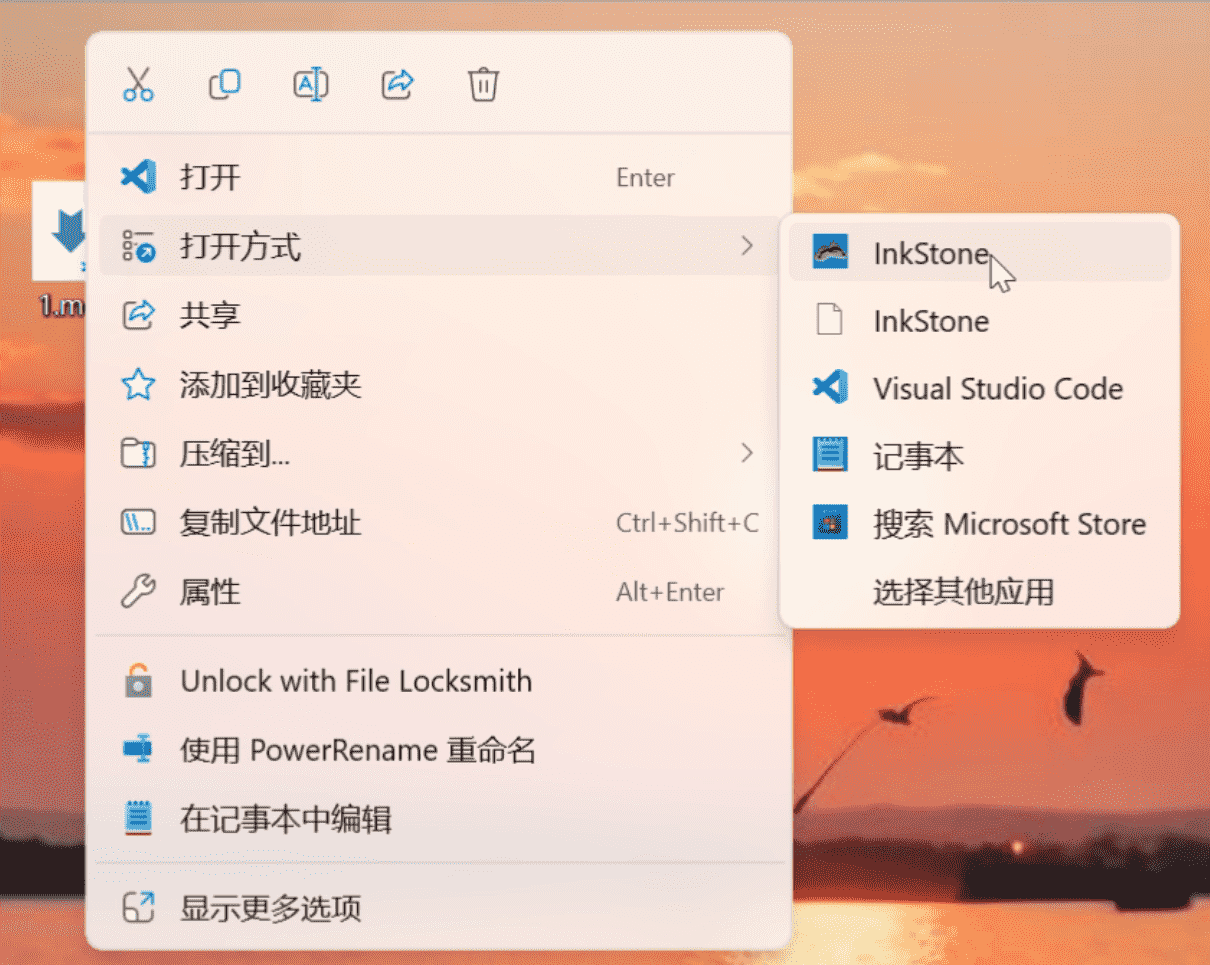 打开 Enter
打开方式
共享
添加到收藏夹
压缩到...
复制文件地址 Ctrl+Shift+C
属性 Alt+Enter
Unlock with File Locksmith
使用 PowerRename 重命名
在记事本中编辑
显示更多选项
InkStone
InkStone
Visual Studio Code
记事本
搜索 Microsoft Store
选择其他应用
1.m